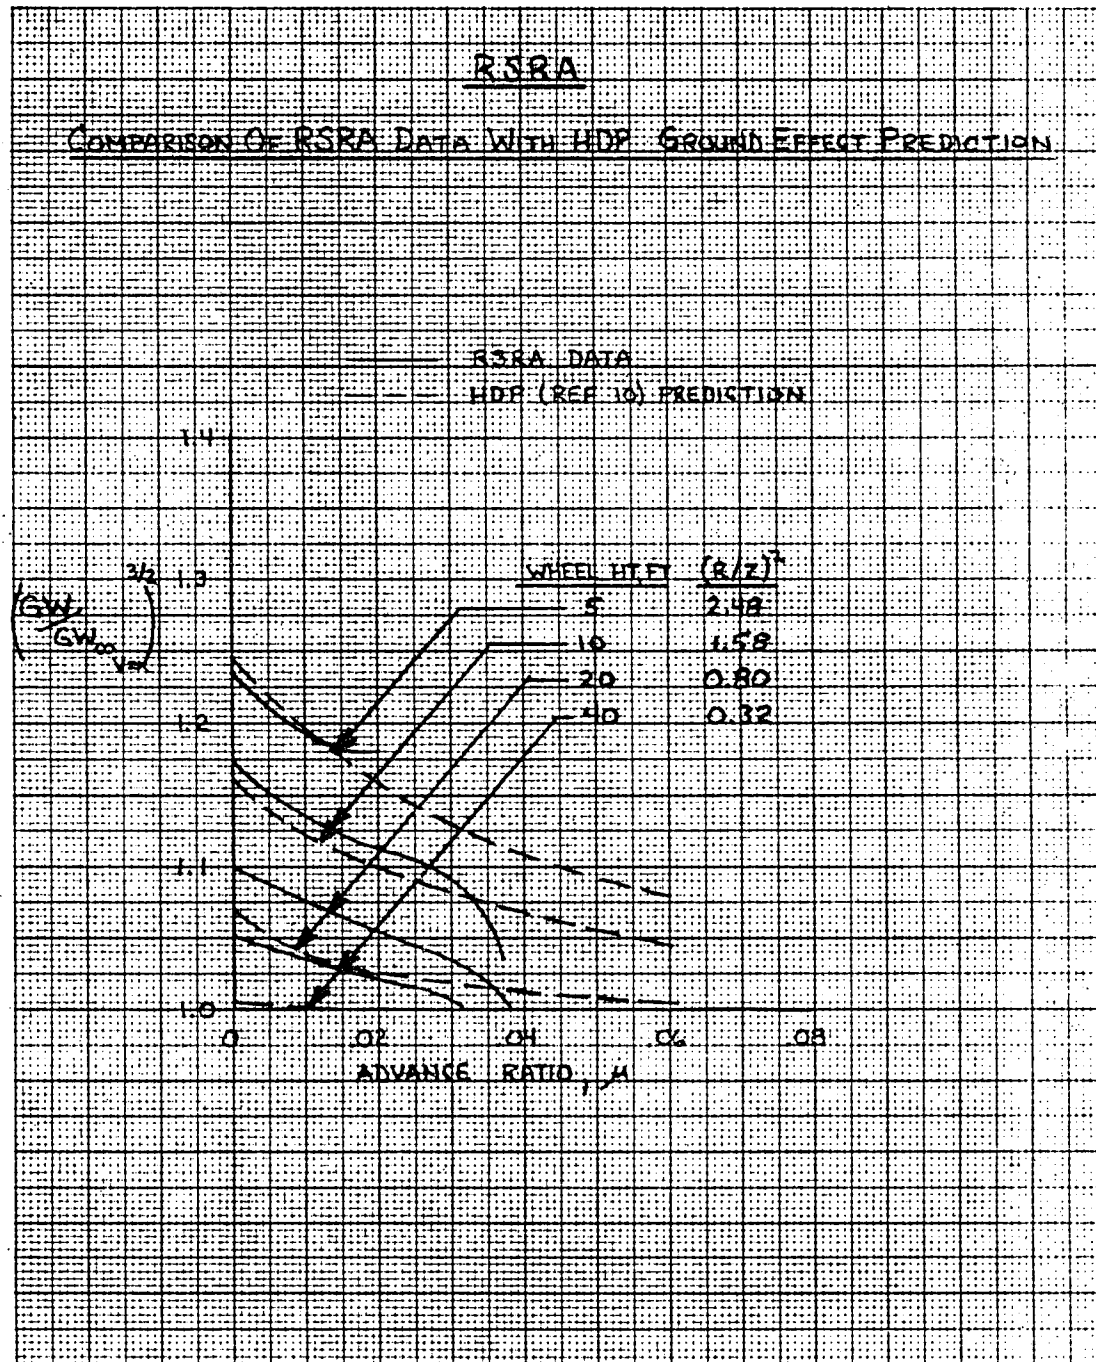 RSRA
COMPARISON OF RSRA DATA WITH HDP GROUND EFFECT PREDICTION
RSRA DATA
HDP (REF 10) PREDICTION
1.4
1.3
1.2
1.1
1.0
(GW/GW∞ V=∞)3/2
WHEEL HT, FT (R/Z)²
5 2.48
10 1.58
20 0.80
40 0.32
0 .02 .04 .06 .08
ADVANCE RATIO, μ